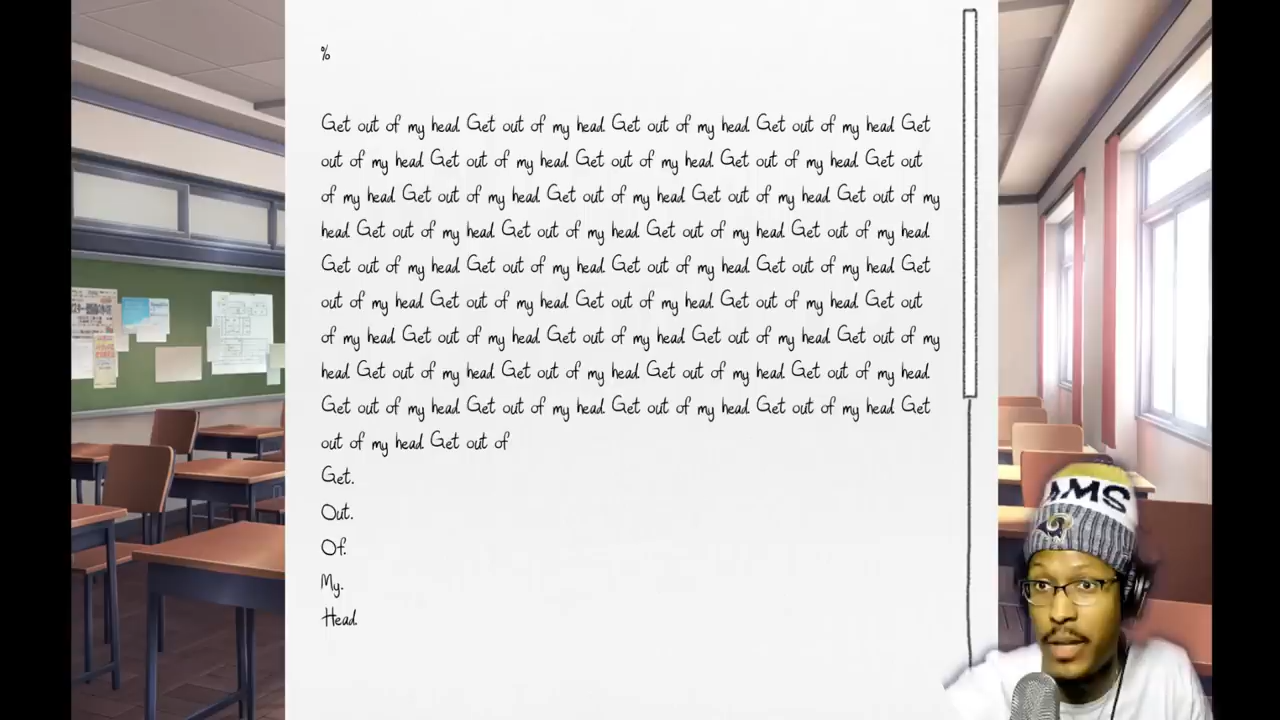 %
Get out of my head. Get out of my head. Get out of my head. Get out of my head. Get
out of my head. Get out of my head. Get out of my head. Get out of my head. Get out
of my head. Get out of my head. Get out of my head. Get out of my head. Get out of my
head. Get out of my head. Get out of my head. Get out of my head. Get out of my head.
Get out of my head. Get out of my head. Get out of my head. Get out of my head. Get
out of my head. Get out of my head. Get out of my head. Get out of my head. Get out
of my head. Get out of my head. Get out of my head. Get out of my head. Get out of my
head. Get out of my head. Get out of my head. Get out of my head. Get out of my head.
Get out of my head. Get out of my head. Get out of my head. Get out of my head. Get
out of my head. Get out of
Get.
Out.
Of.
My.
Head.
AMS